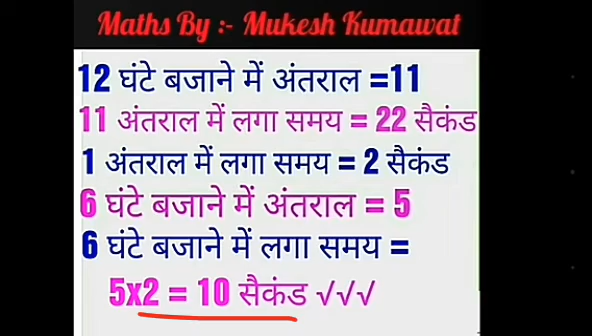 Maths By :- Mukesh Kumawat
12 घंटे बजाने में अंतराल =11
11 अंतराल में लगा समय = 22 सैकंड
1 अंतराल में लगा समय = 2 सैकंड
6 घंटे बजाने में अंतराल = 5
6 घंटे बजाने में लगा समय =
5x2 = 10 सैकंड √√√